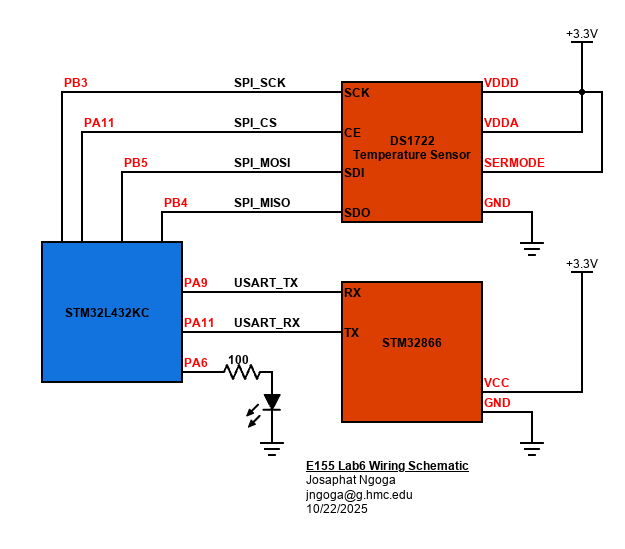 +3.3V
PB3
SPI_SCK
SCK
VDDD
PA11
SPI_CS
CE
VDDA
DS1722
Temperature Sensor
PB5
SPI_MOSI
SDI
SERMODE
PB4
SPI_MISO
SDO
GND
+3.3V
STM32L432KC
PA9
USART_TX
RX
PA11
USART_RX
TX
STM32866
PA6
100
VCC
GND
E155 Lab6 Wiring Schematic
Josaphat Ngoga
jngoga@g.hmc.edu
10/22/2025